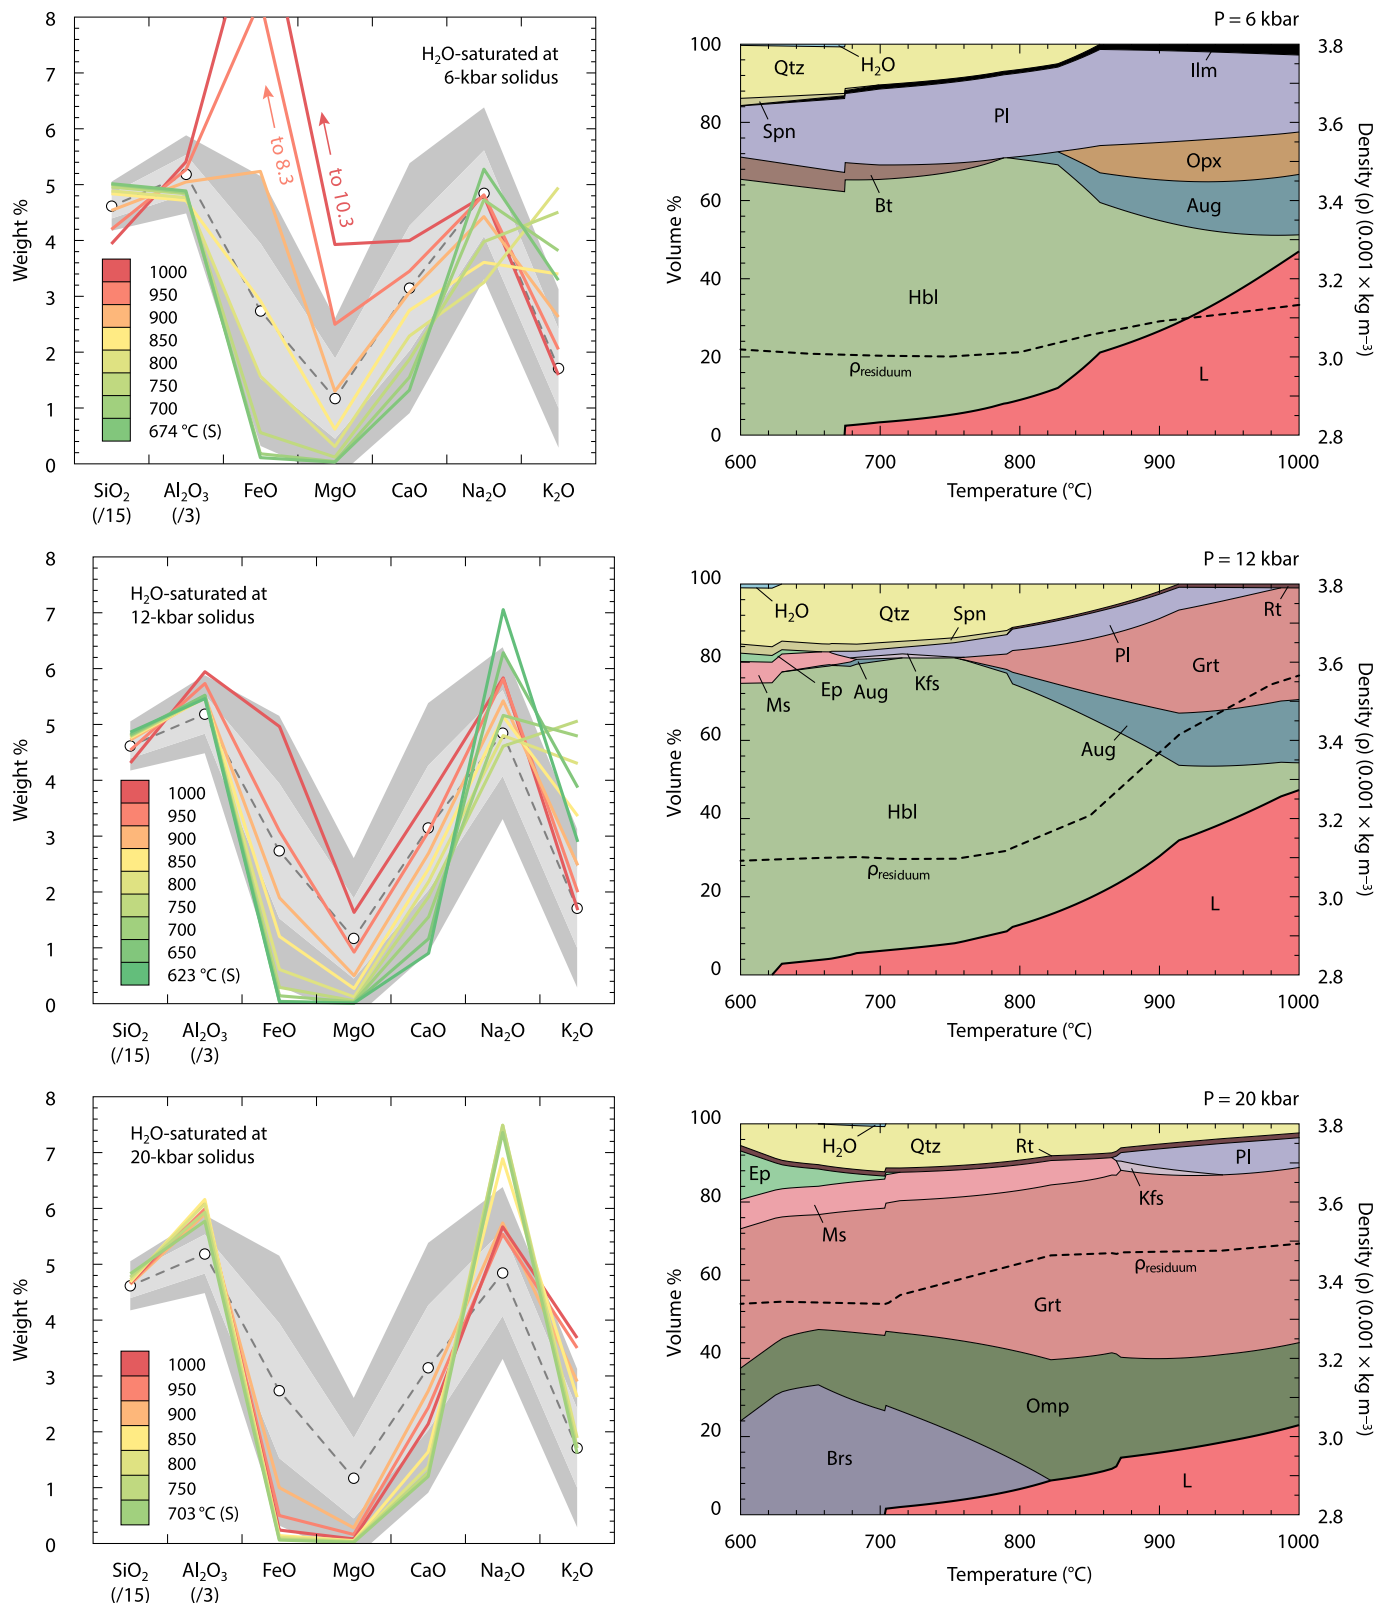 8
7
6
5
4
3
2
1
0
Weight %
H₂O-saturated at
6-kbar solidus
to 8.3
to 10.3
1000
950
900
850
800
750
700
674 °C (S)
SiO₂
(/15)
Al₂O₃
(/3)
FeO
MgO
CaO
Na₂O
K₂O
P = 6 kbar
100
80
60
40
20
0
Volume %
Qtz
H₂O
Ilm
Spn
Pl
Opx
Bt
Aug
Hbl
ρresiduum
L
3.8
3.6
3.4
3.2
3.0
2.8
Density (ρ) (0.001 × kg m⁻³)
600
700
800
900
1000
Temperature (°C)
8
7
6
5
4
3
2
1
0
Weight %
H₂O-saturated at
12-kbar solidus
1000
950
900
850
800
750
700
650
623 °C (S)
SiO₂
(/15)
Al₂O₃
(/3)
FeO
MgO
CaO
Na₂O
K₂O
P = 12 kbar
100
80
60
40
20
0
Volume %
H₂O
Qtz
Spn
Rt
Pl
Grt
Ms
Ep
Aug
Kfs
Aug
Hbl
ρresiduum
L
3.8
3.6
3.4
3.2
3.0
2.8
Density (ρ) (0.001 × kg m⁻³)
600
700
800
900
1000
Temperature (°C)
8
7
6
5
4
3
2
1
0
Weight %
H₂O-saturated at
20-kbar solidus
1000
950
900
850
800
750
703 °C (S)
SiO₂
(/15)
Al₂O₃
(/3)
FeO
MgO
CaO
Na₂O
K₂O
P = 20 kbar
100
80
60
40
20
0
Volume %
H₂O
Qtz
Rt
Pl
Ep
Kfs
Ms
ρresiduum
Grt
Omp
Brs
L
3.8
3.6
3.4
3.2
3.0
2.8
Density (ρ) (0.001 × kg m⁻³)
600
700
800
900
1000
Temperature (°C)